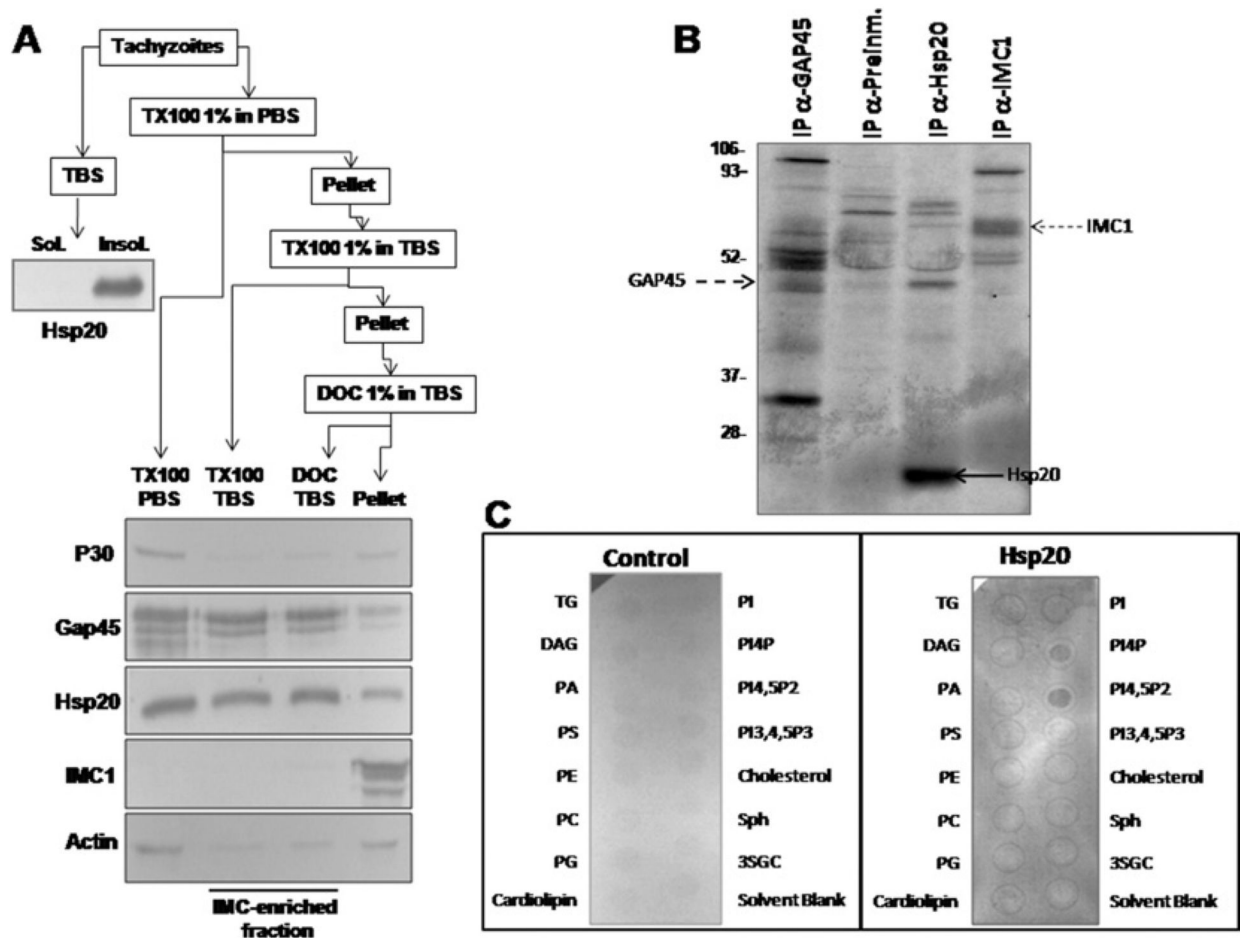 A
Tachyzoites
TX100 1% in PBS
TBS
Pellet
Sol. Insol.
TX100 1% in TBS
Hsp20
Pellet
DOC 1% in TBS
TX100 TX100 DOC
PBS TBS TBS Pellet
P30
Gap45
Hsp20
IMC1
Actin
IMC-enriched
fraction
B
IP α-GAP45
IP α-Preinm.
IP α-Hsp20
IP α-IMC1
106-
93-
IMC1
52-
GAP45
37-
28-
Hsp20
C
Control
TG PI
DAG PI4P
PA PI4,5P2
PS PI3,4,5P3
PE Cholesterol
PC Sph
PG 3SGC
Cardiolipin Solvent Blank
Hsp20
TG PI
DAG PI4P
PA PI4,5P2
PS PI3,4,5P3
PE Cholesterol
PC Sph
PG 3SGC
Cardiolipin Solvent Blank